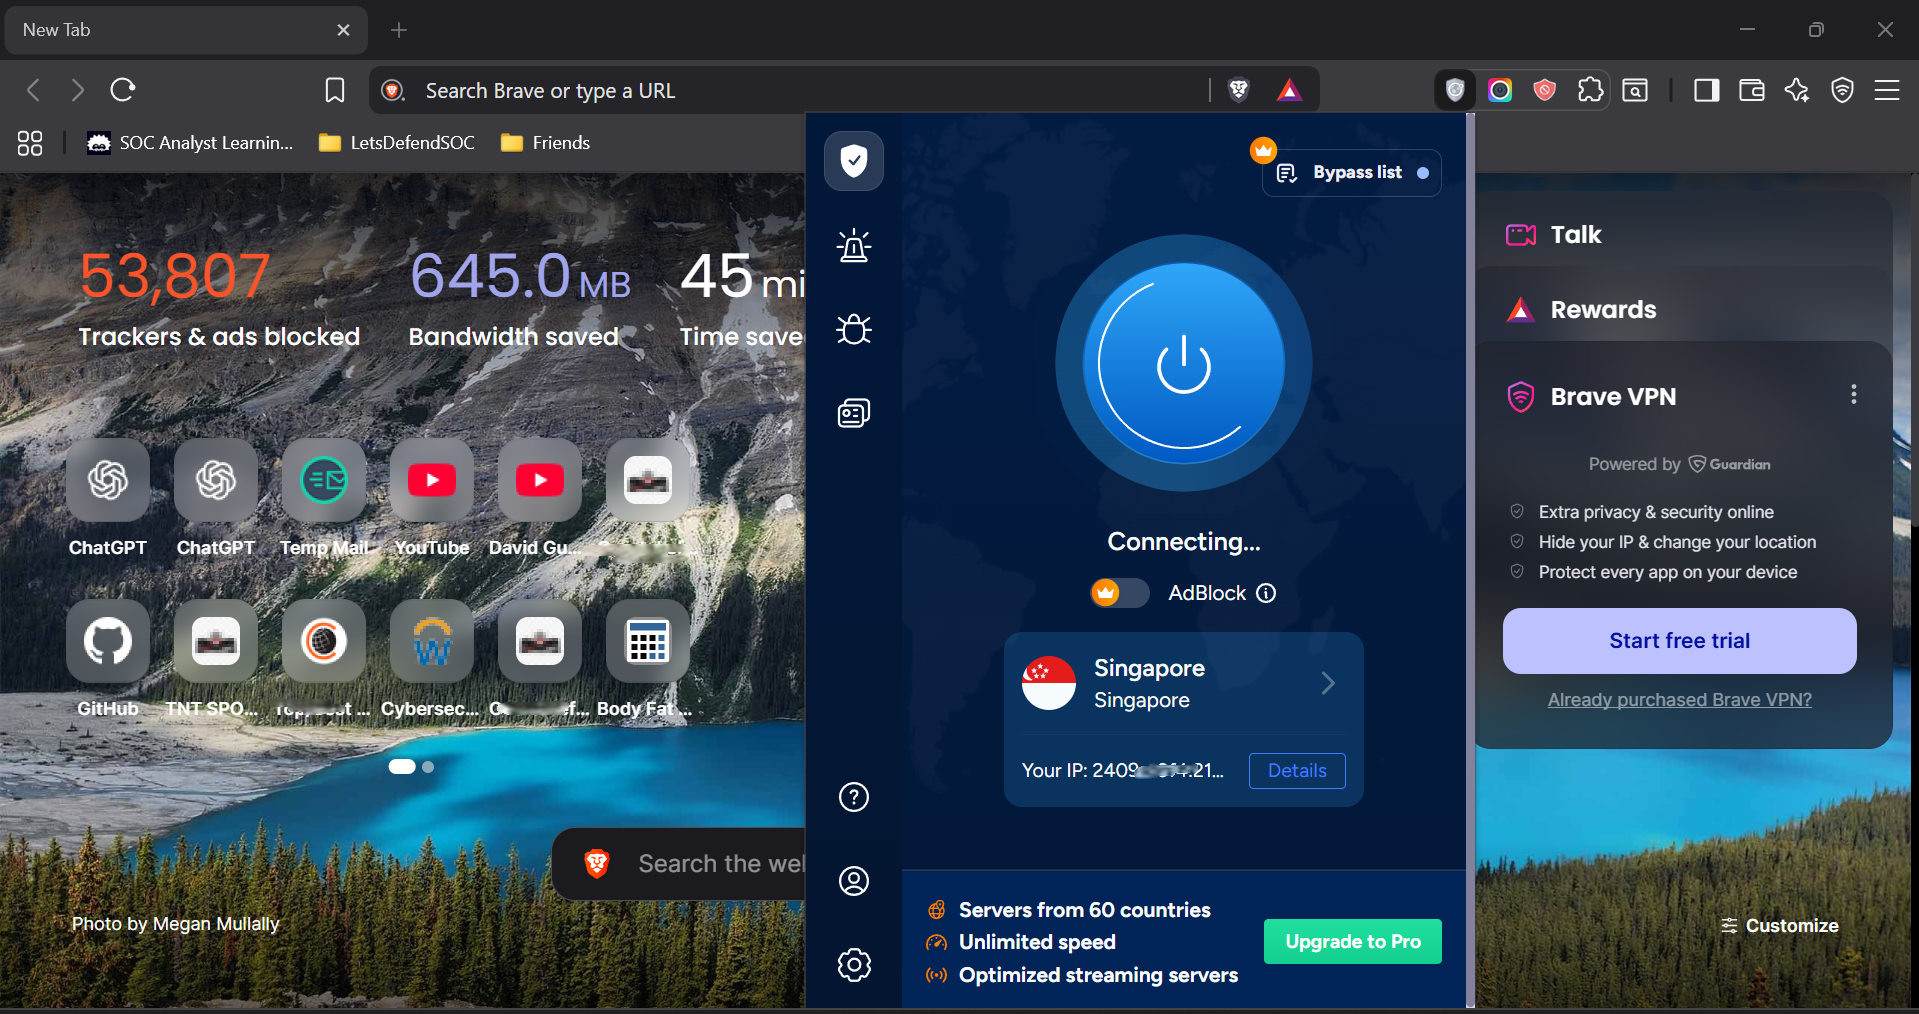 New Tab
Search Brave or type a URL
SOC Analyst Learnin...
LetsDefendSOC
Friends
53,807
Trackers & ads blocked
645.0 MB
Bandwidth saved
45 mi
Time save
ChatGPT
ChatGPT
Temp Mail
YouTube
David Gu...
GitHub
TNT SPO...
Cybersec...
Body Fat ...
Search the wel
Photo by Megan Mullally
Bypass list
Connecting...
AdBlock
Singapore
Singapore
Your IP: 2409
21...
Details
Servers from 60 countries
Unlimited speed
Optimized streaming servers
Upgrade to Pro
Talk
Rewards
Brave VPN
Powered by Guardian
Extra privacy & security online
Hide your IP & change your location
Protect every app on your device
Start free trial
Already purchased Brave VPN?
Customize